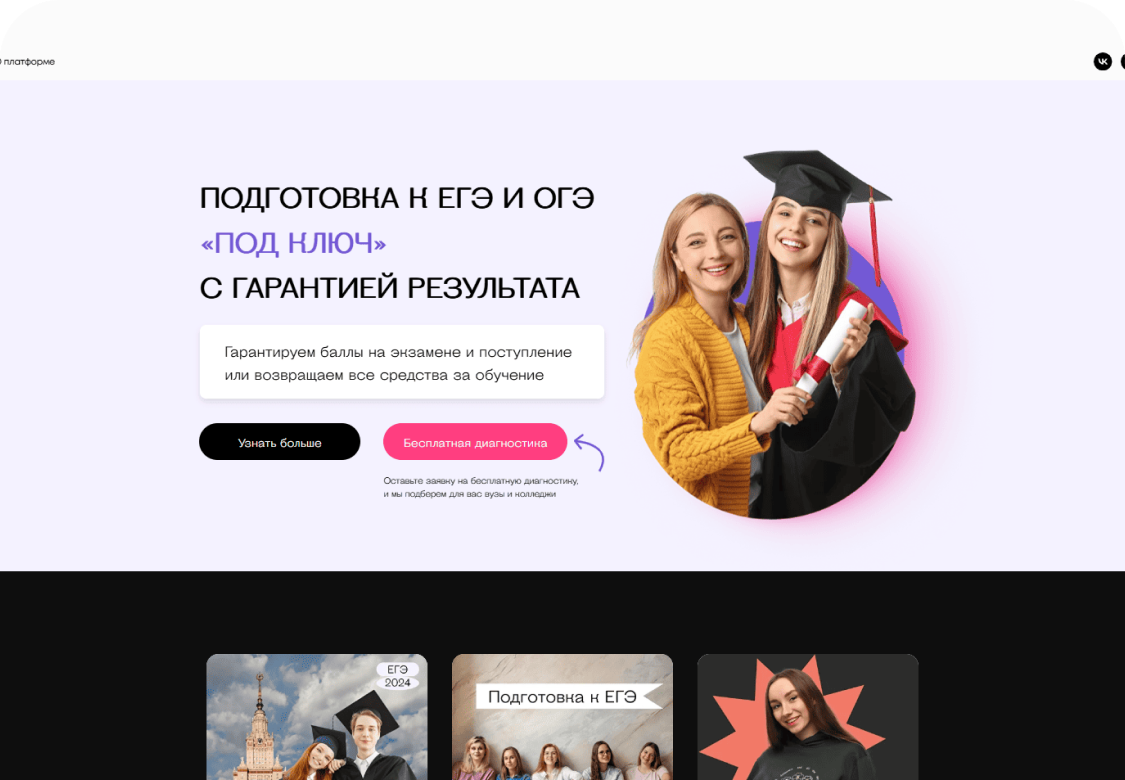 платформе
ПОДГОТОВКА К ЕГЭ И ОГЭ
«ПОД КЛЮЧ»
С ГАРАНТИЕЙ РЕЗУЛЬТАТА
Гарантируем баллы на экзамене и поступление
или возвращаем все средства за обучение
Узнать больше
Бесплатная диагностика
Оставьте заявку на бесплатную диагностику,
и мы подберем для вас вузы и колледжи
ЕГЭ
2024
Подготовка к ЕГЭ